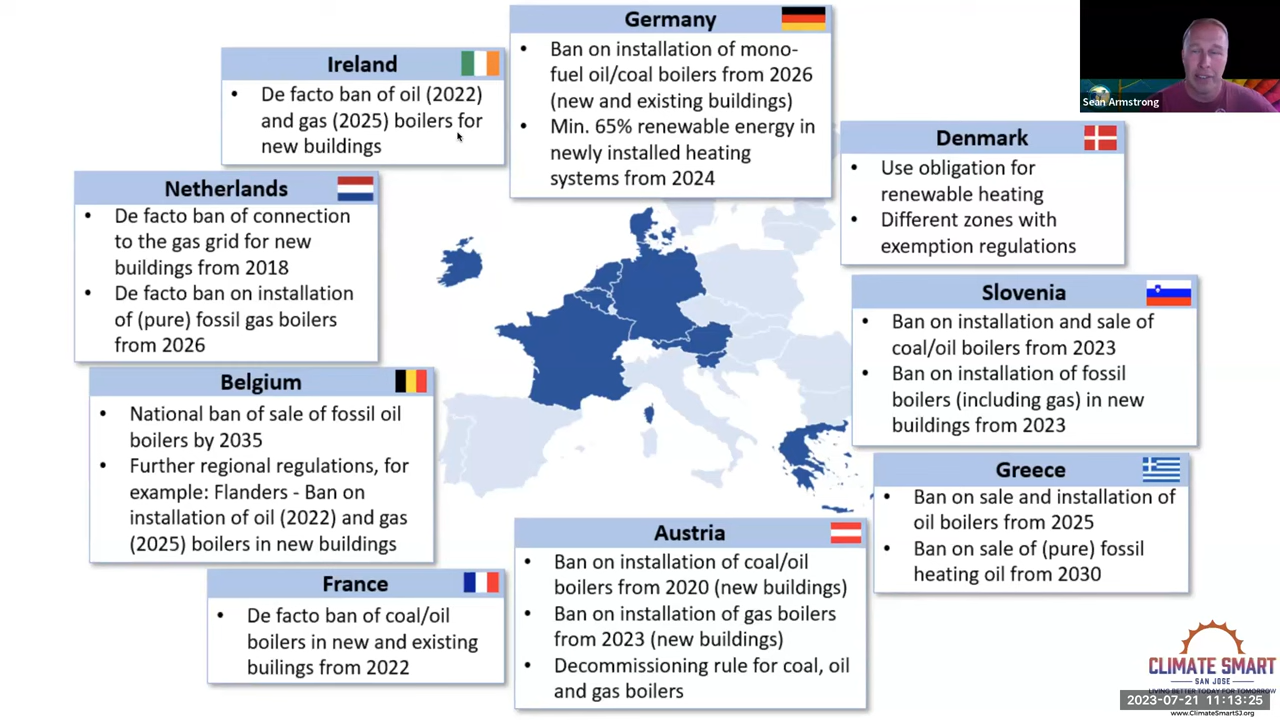 Germany
• Ban on installation of mono-
fuel oil/coal boilers from 2026
(new and existing buildings)
• Min. 65% renewable energy in
newly installed heating
systems from 2024
Ireland
• De facto ban of oil (2022)
and gas (2025) boilers for
new buildings
Sean Armstrong
Denmark
• Use obligation for
renewable heating
• Different zones with
exemption regulations
Netherlands
• De facto ban of connection
to the gas grid for new
buildings from 2018
• De facto ban on installation
of (pure) fossil gas boilers
from 2026
Slovenia
• Ban on installation and sale of
coal/oil boilers from 2023
• Ban on installation of fossil
boilers (including gas) in new
buildings from 2023
Belgium
• National ban of sale of fossil oil
boilers by 2035
• Further regional regulations, for
example: Flanders - Ban on
installation of oil (2022) and gas
(2025) boilers in new buildings
Greece
• Ban on sale and installation of
oil boilers from 2025
• Ban on sale of (pure) fossil
heating oil from 2030
Austria
• Ban on installation of coal/oil
boilers from 2020 (new buildings)
• Ban on installation of gas boilers
from 2023 (new buildings)
• Decommissioning rule for coal, oil
and gas boilers
France
• De facto ban of coal/oil
boilers in new and existing
builings from 2022
CLIMATE SMART
SAN JOSE
LIVING BETTER TODAY FOR TOMORROW
2023-07-21 11:13:25
www.ClimateSmartSJ.org